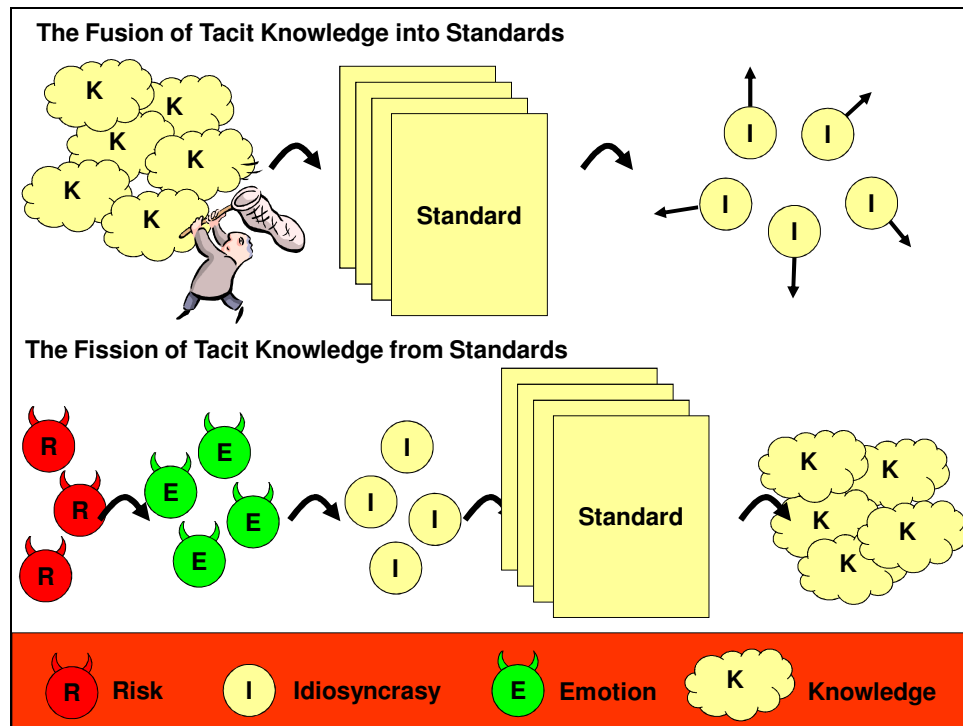 The Fusion of Tacit Knowledge into Standards
K
K
K
K
K
K
Standard
I
I
I
I
I
The Fission of Tacit Knowledge from Standards
R
R
R
E
E
E
E
I
I
I
I
Standard
K
K
K
K
K
R Risk I Idiosyncrasy E Emotion K Knowledge